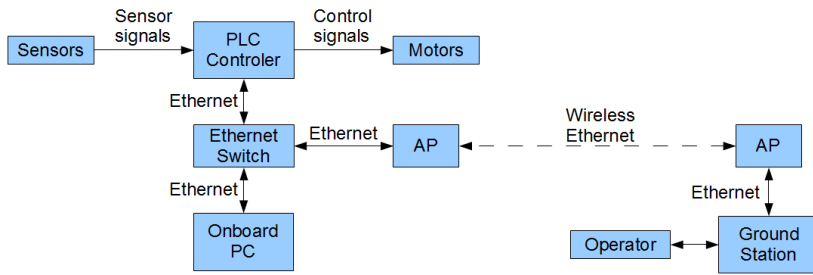 Sensor
signals
Control
signals
Sensors
PLC
Controler
Motors
Ethernet
Wireless
Ethernet
Ethernet
Switch
Ethernet
AP
AP
Ethernet
Ethernet
Onboard
PC
Operator
Ground
Station